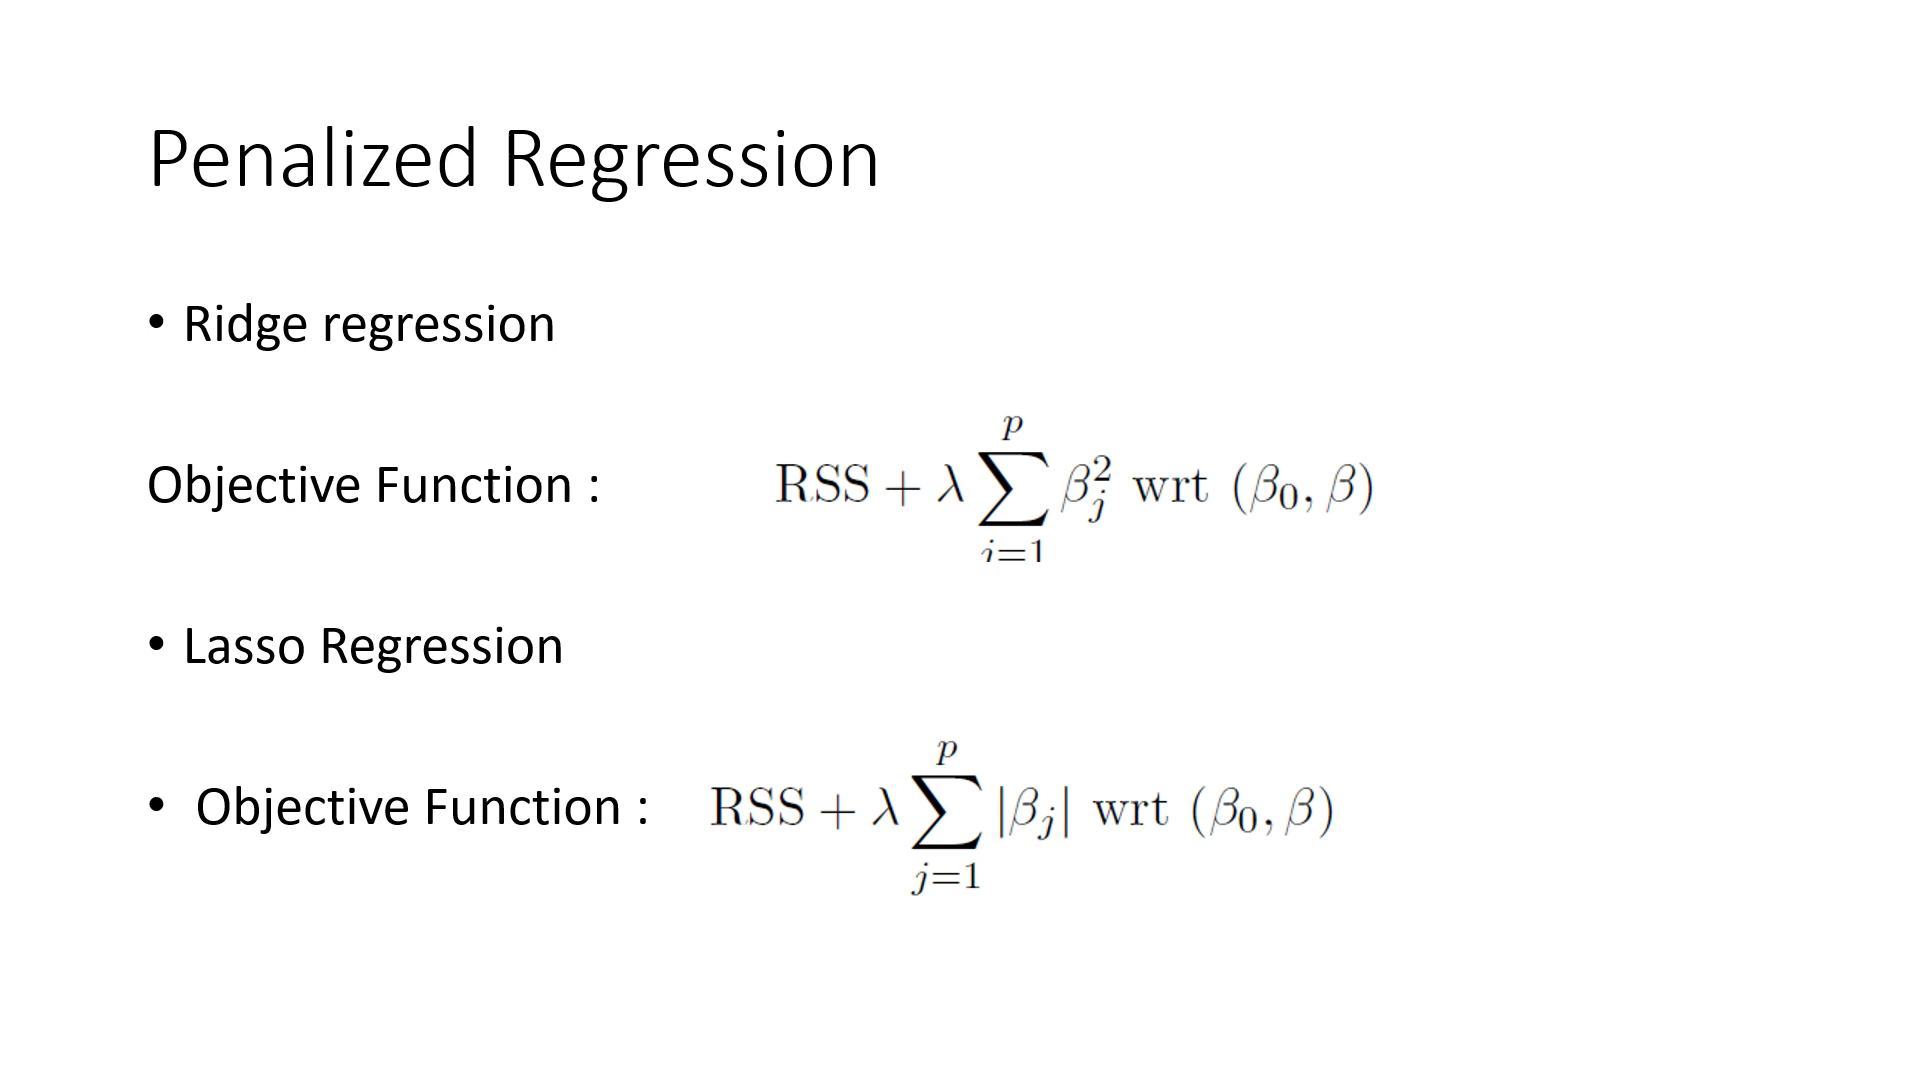 Penalized Regression
• Ridge regression
Objective Function : RSS + λ ∑_{j=1}^{p} β_j^2 wrt (β_0, β)
• Lasso Regression
• Objective Function : RSS + λ ∑_{j=1}^{p} |β_j| wrt (β_0, β)